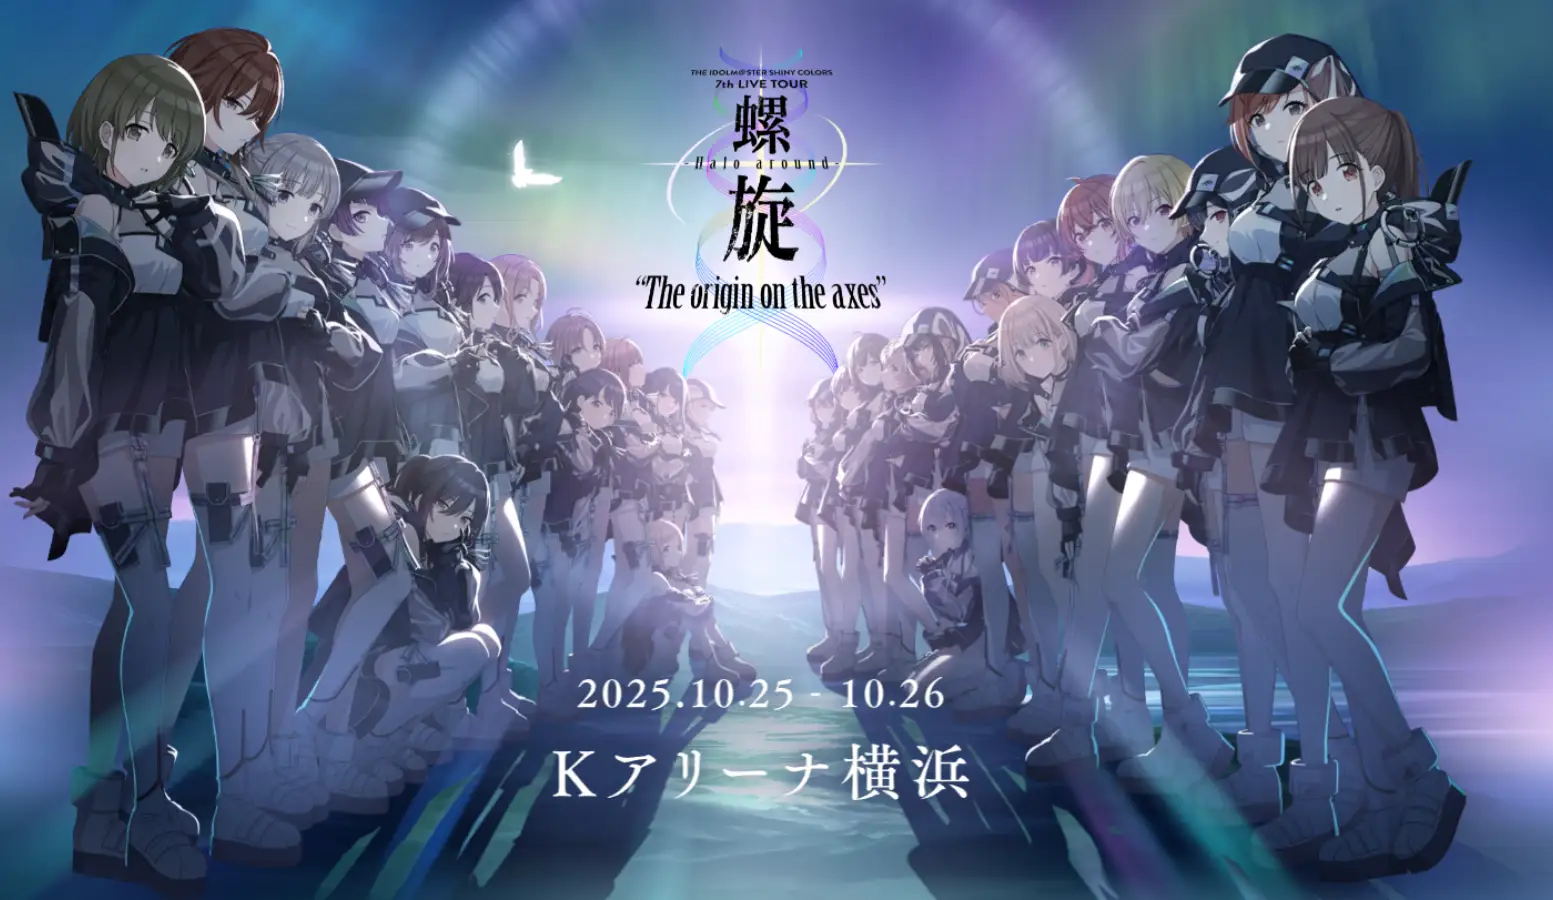 THE IDOLM@STER SHINY COLORS
7th LIVE TOUR
螺
-Halo around-
旋
“The origin on the axes”
2025.10.25 - 10.26
Kアリーナ横浜